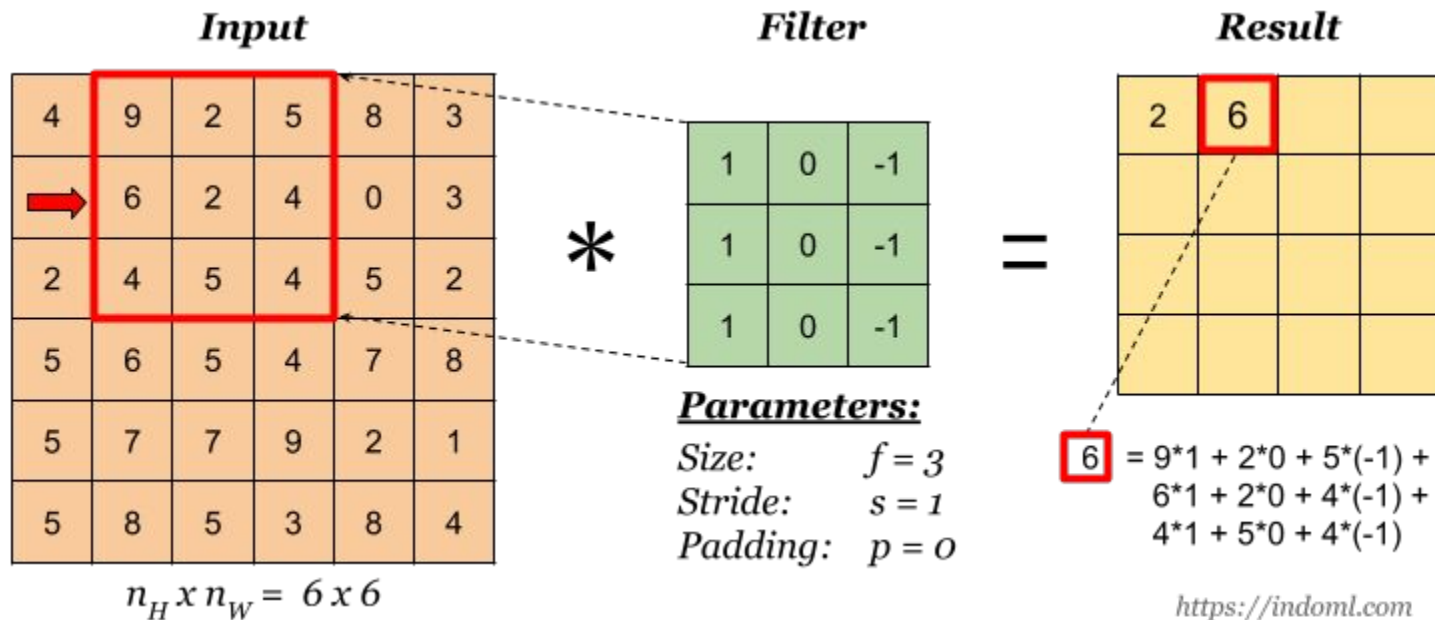 Input Filter Result
4 9 2 5 8 3
6 2 4 0 3
2 4 5 4 5 2
5 6 5 4 7 8
5 7 7 9 2 1
5 8 5 3 8 4
n_H x n_W = 6 x 6
*
1 0 -1
1 0 -1
1 0 -1
Parameters:
Size: f = 3
Stride: s = 1
Padding: p = 0
=
2 6
6 = 9*1 + 2*0 + 5*(-1) +
6*1 + 2*0 + 4*(-1) +
4*1 + 5*0 + 4*(-1)
https://indoml.com